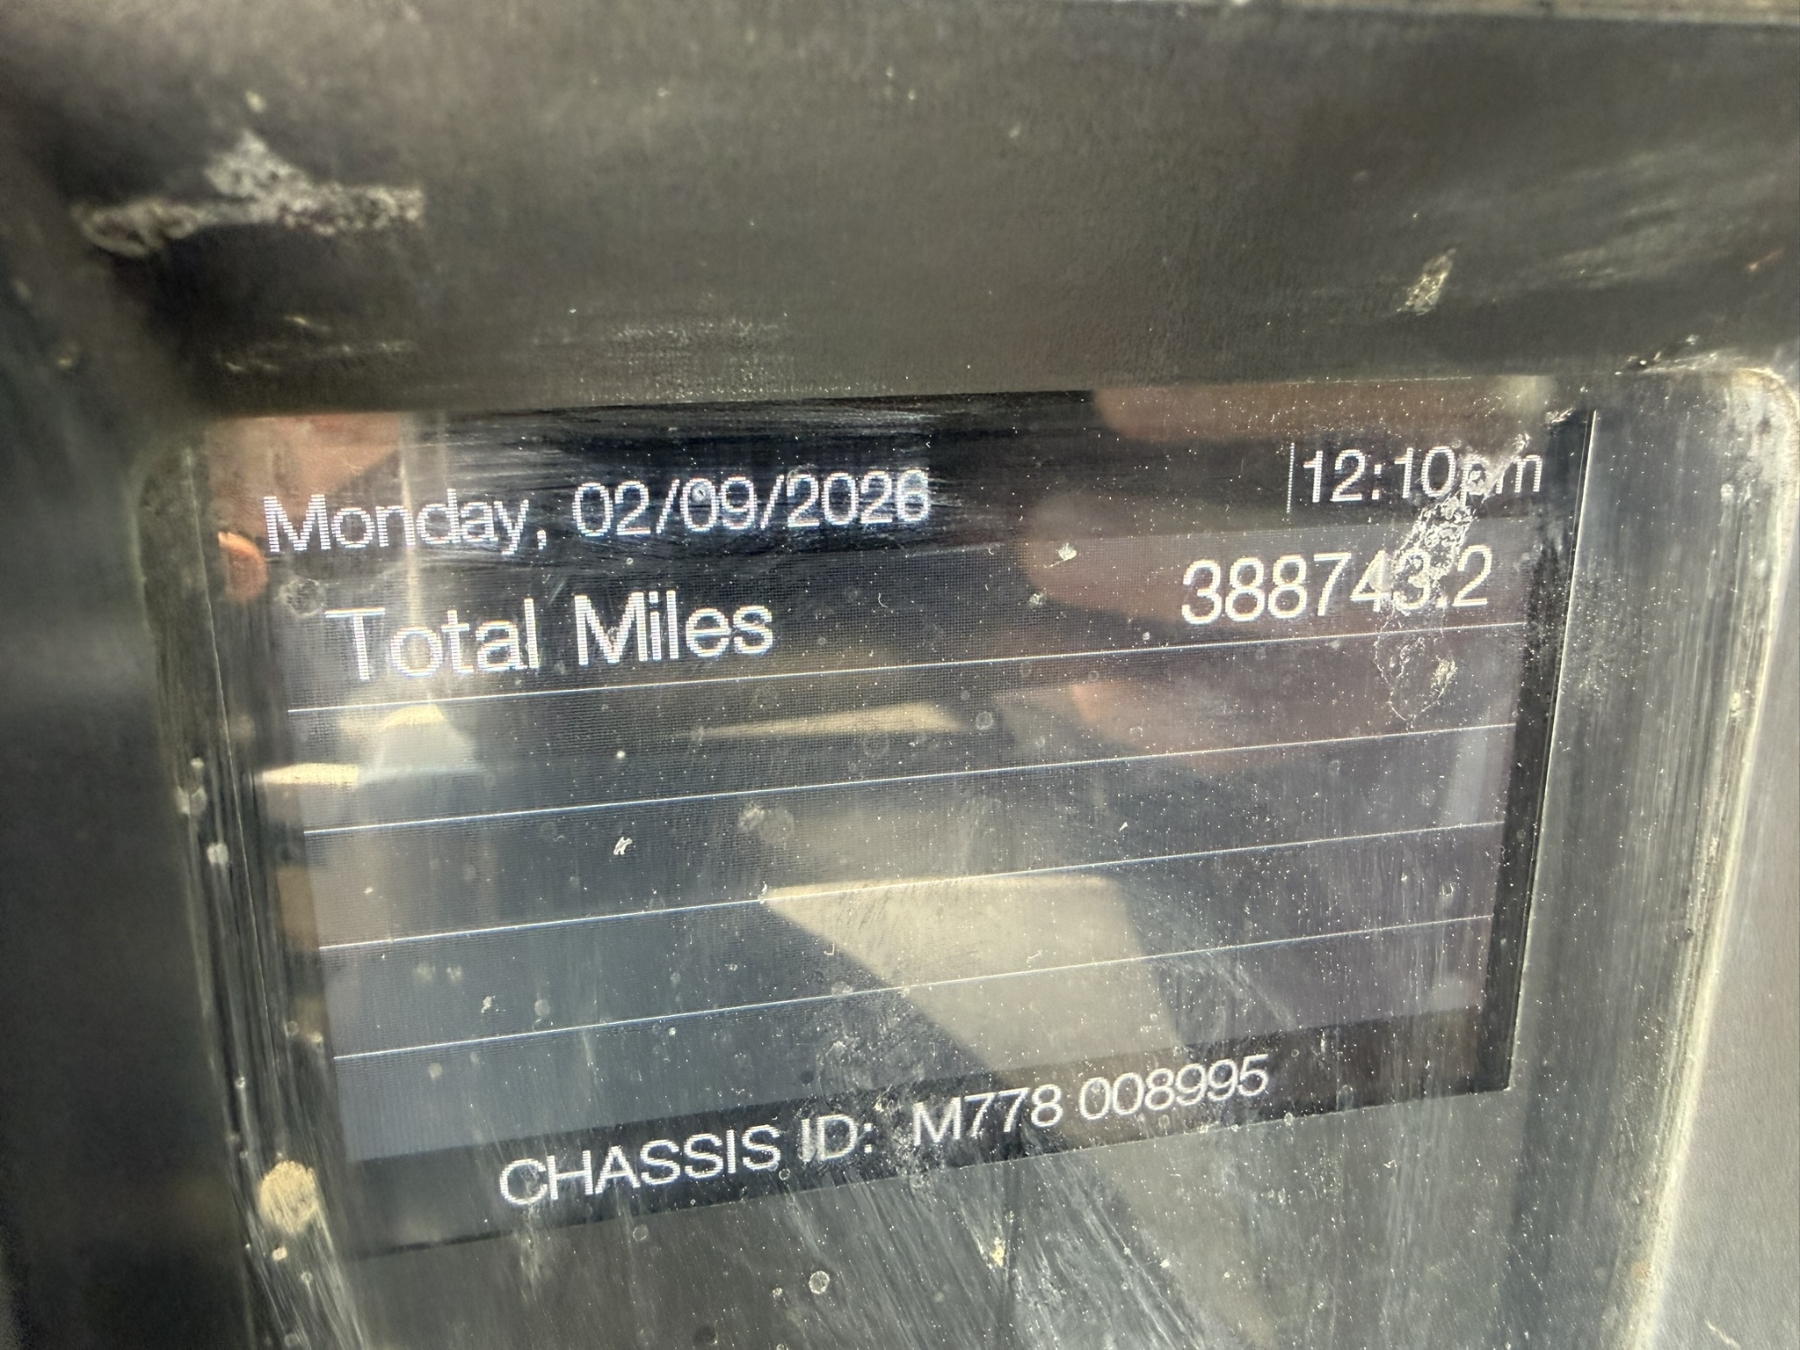 Monday, 02/09/2026 12:10pm
Total Miles 388743.2
CHASSIS ID: M778 008995